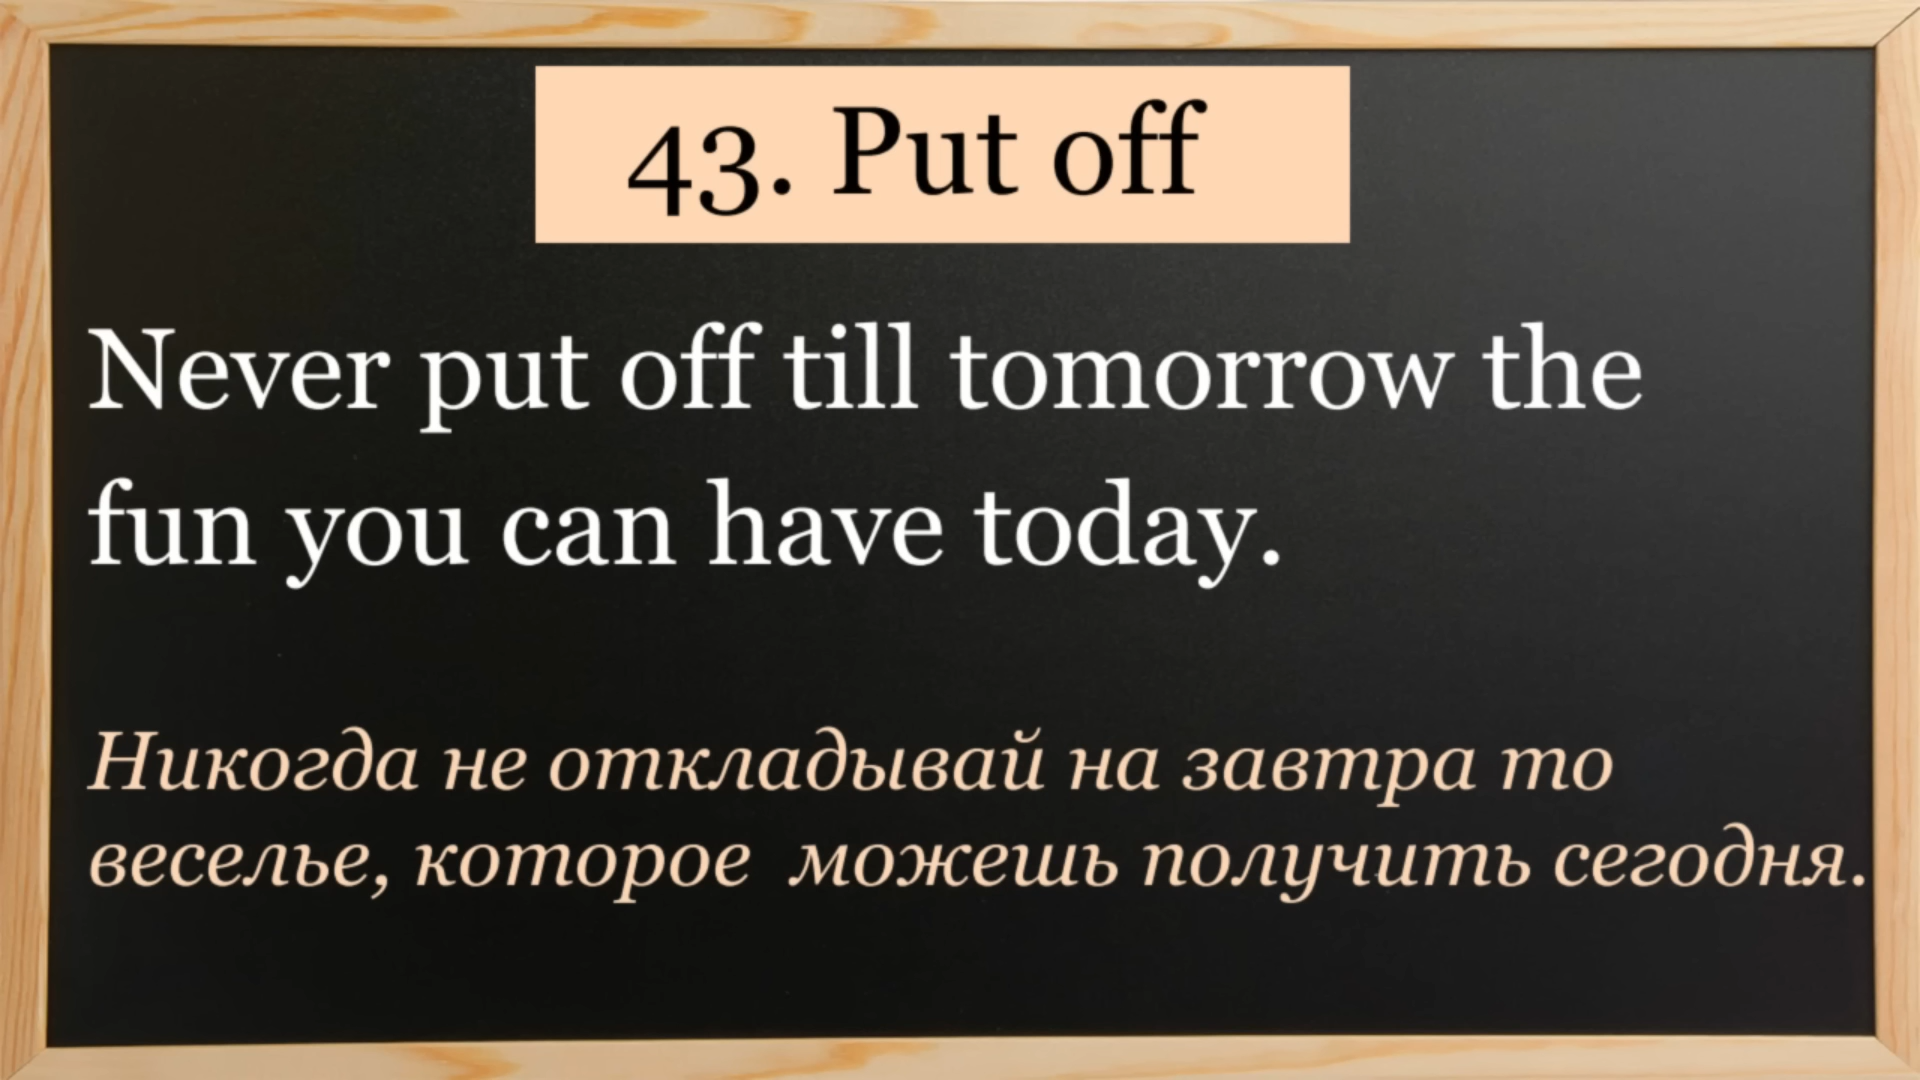 43. Put off
Never put off till tomorrow the
fun you can have today.
Никогда не откладывай на завтра то
веселье, которое можешь получить сегодня.